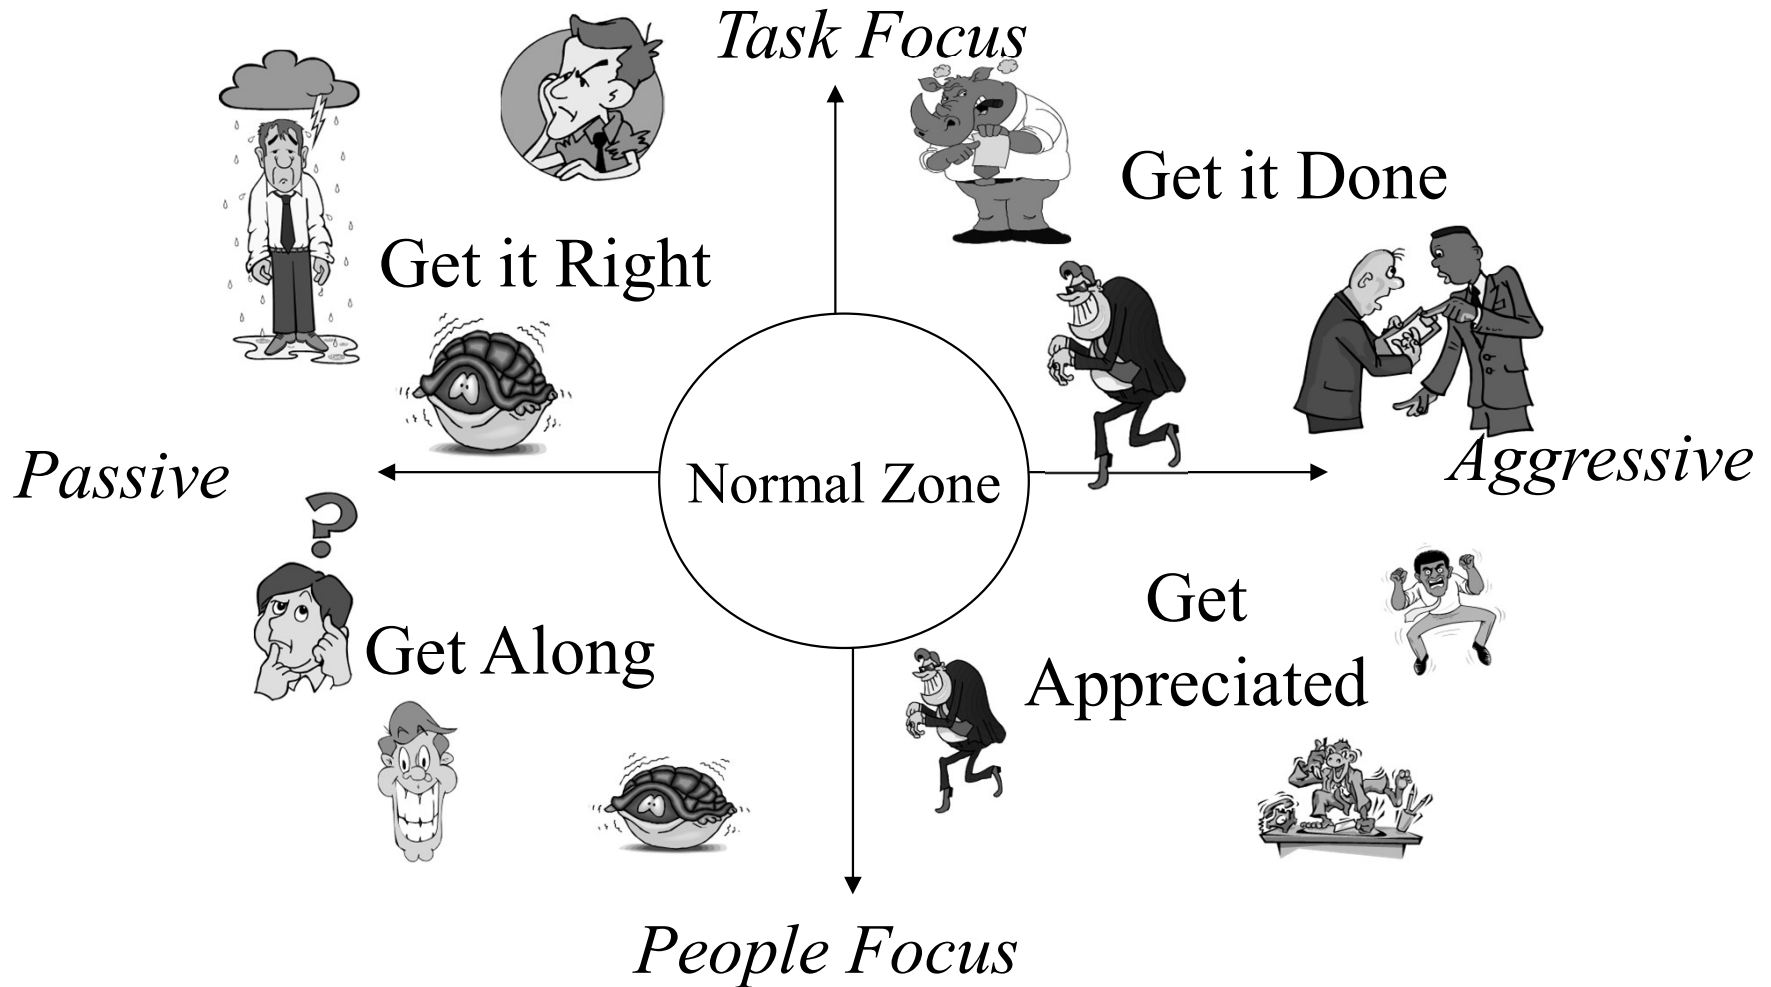 Task Focus
Get it Done
Get it Right
Passive
Normal Zone
Aggressive
?
Get Along
Get
Appreciated
People Focus